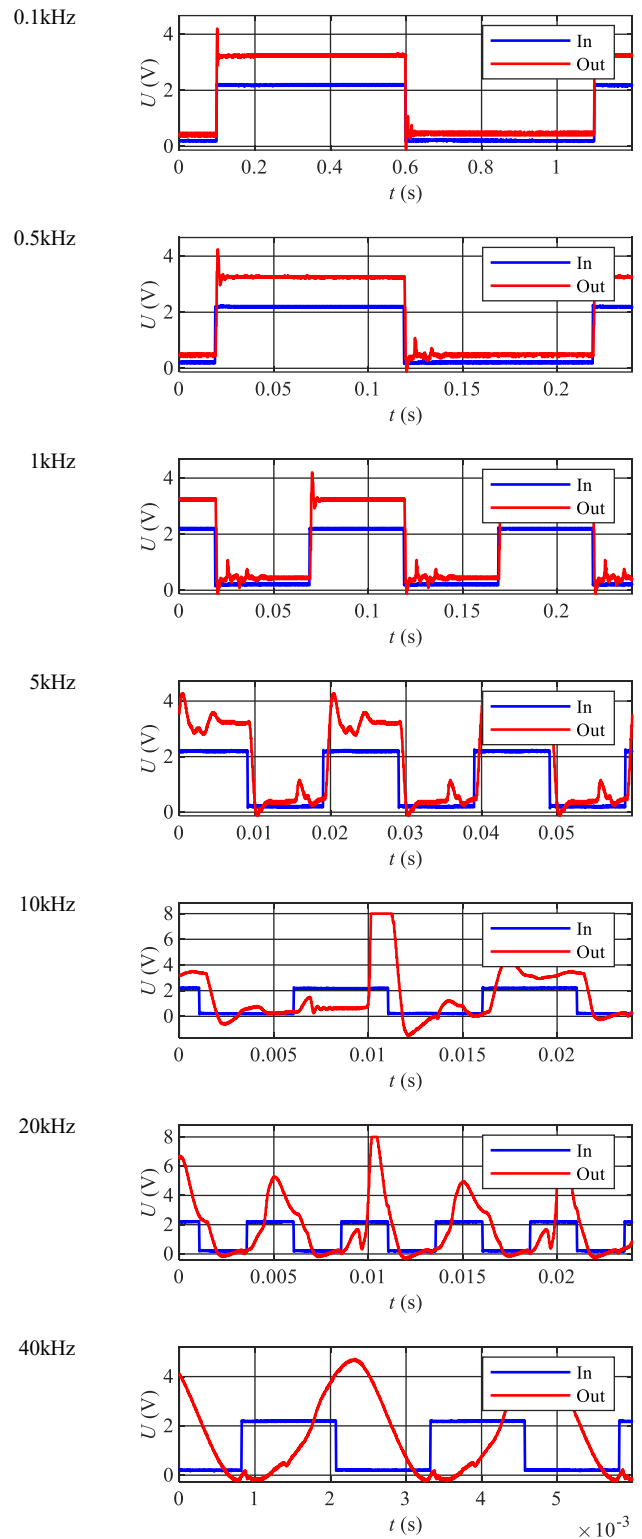 0.1kHz
4
2
0
U (V)
In
Out
0 0.2 0.4 0.6 0.8 1
t (s)
0.5kHz
4
2
0
U (V)
In
Out
0 0.05 0.1 0.15 0.2
t (s)
1kHz
4
2
0
U (V)
In
Out
0 0.05 0.1 0.15 0.2
t (s)
5kHz
4
2
0
U (V)
In
Out
0 0.01 0.02 0.03 0.04 0.05
t (s)
10kHz
8
6
4
2
0
U (V)
In
Out
0 0.005 0.01 0.015 0.02
t (s)
20kHz
8
6
4
2
0
U (V)
In
Out
0 0.005 0.01 0.015 0.02
t (s)
40kHz
4
2
0
U (V)
In
Out
0 1 2 3 4 5
t (s) ×10⁻³